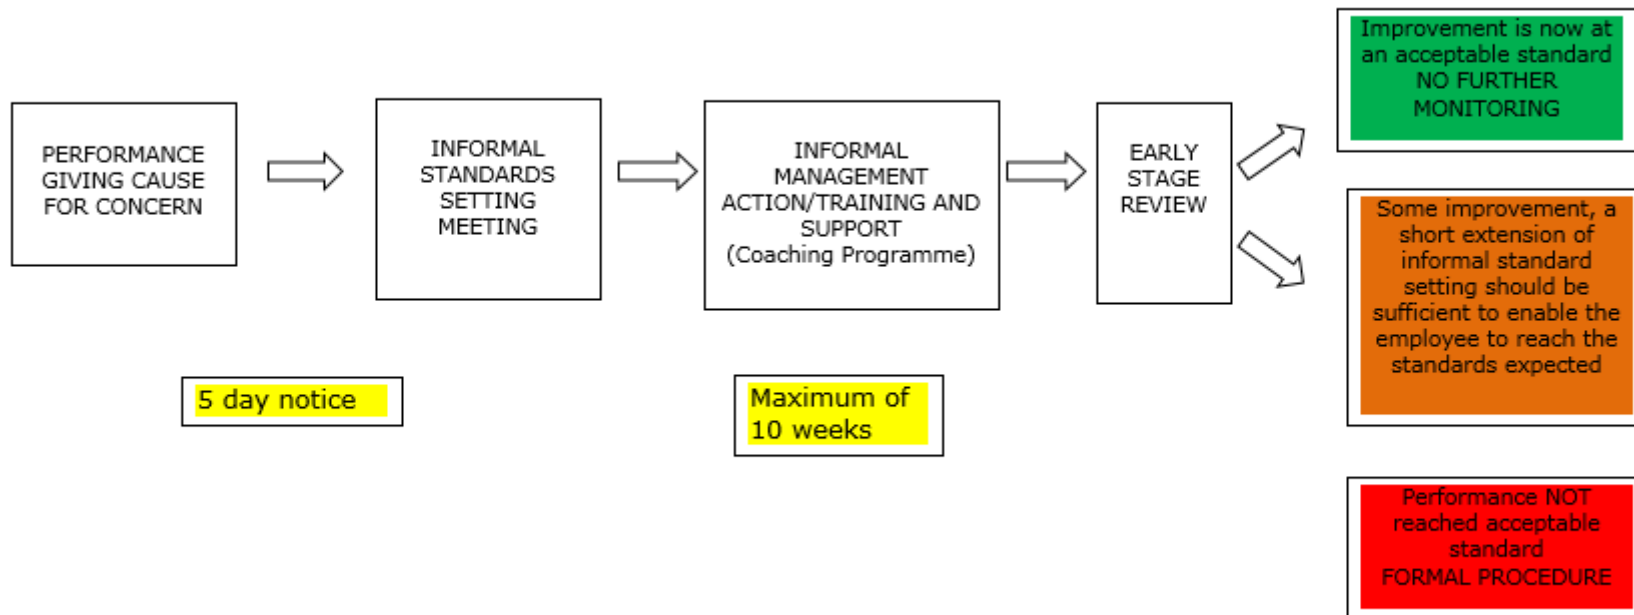 PERFORMANCE
GIVING CAUSE
FOR CONCERN
INFORMAL
STANDARDS
SETTING
MEETING
INFORMAL
MANAGEMENT
ACTION/TRAINING AND
SUPPORT
(Coaching Programme)
EARLY
STAGE
REVIEW
Improvement is now at
an acceptable standard
NO FURTHER
MONITORING
Some improvement, a
short extension of
informal standard
setting should be
sufficient to enable the
employee to reach the
standards expected
Performance NOT
reached acceptable
standard
FORMAL PROCEDURE
5 day notice
Maximum of
10 weeks